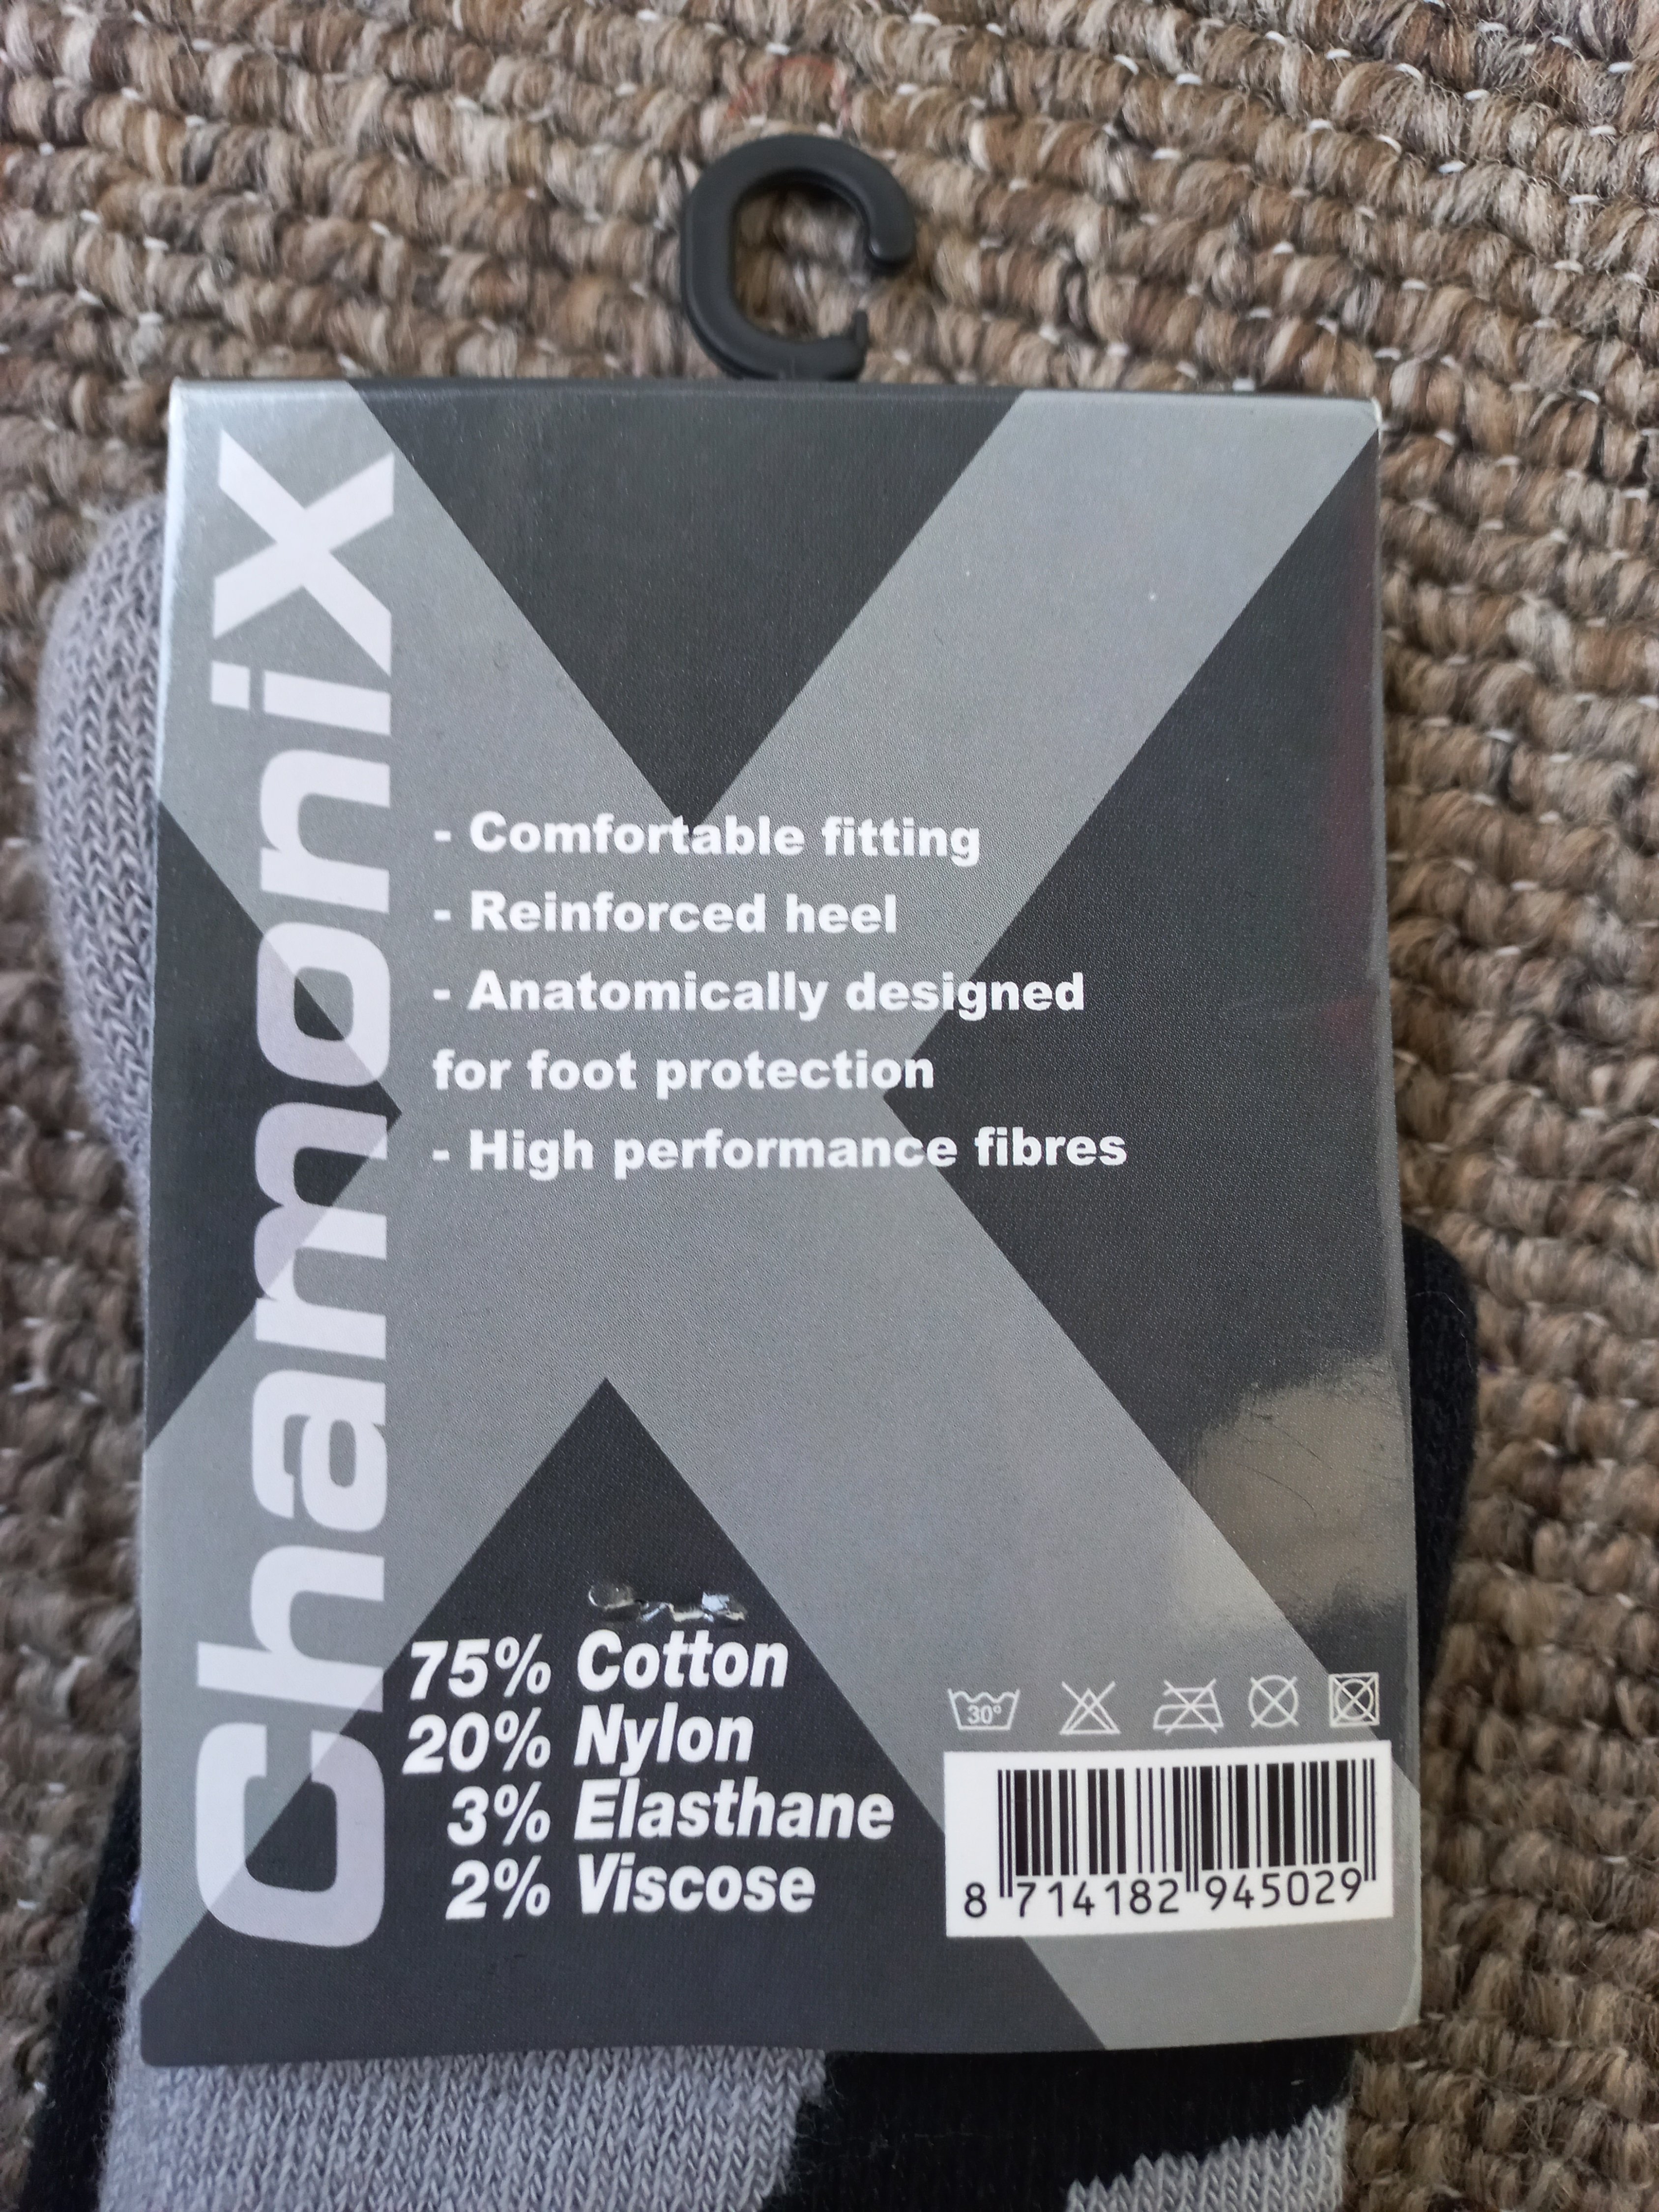 Chamonix
- Comfortable fitting
- Reinforced heel
- Anatomically designed
for foot protection
- High performance fibres
75% Cotton
20% Nylon
3% Elasthane
2% Viscose
30°
8 714182 945029